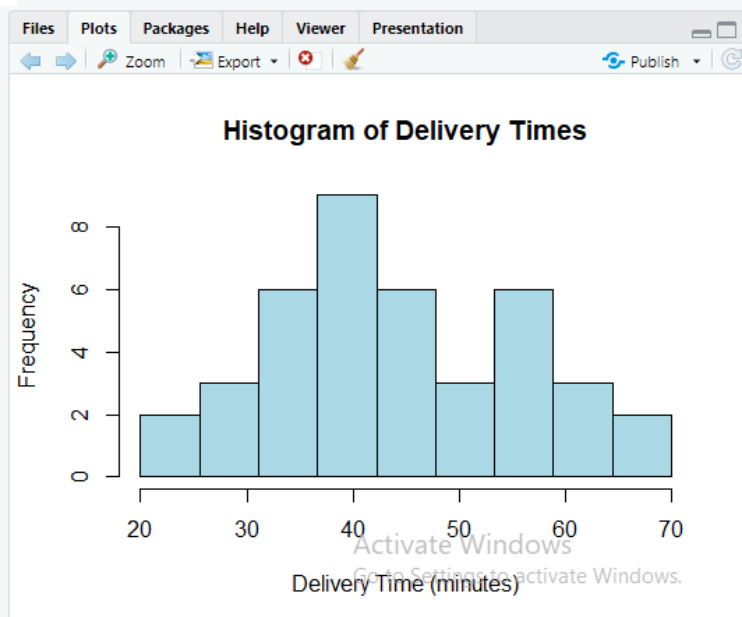 Files Plots Packages Help Viewer Presentation
Zoom Export Publish
Histogram of Delivery Times
8
6
4
2
0
Frequency
20 30 40 50 60 70
Activate Windows
Go to Settings to activate Windows.
Delivery Time (minutes)